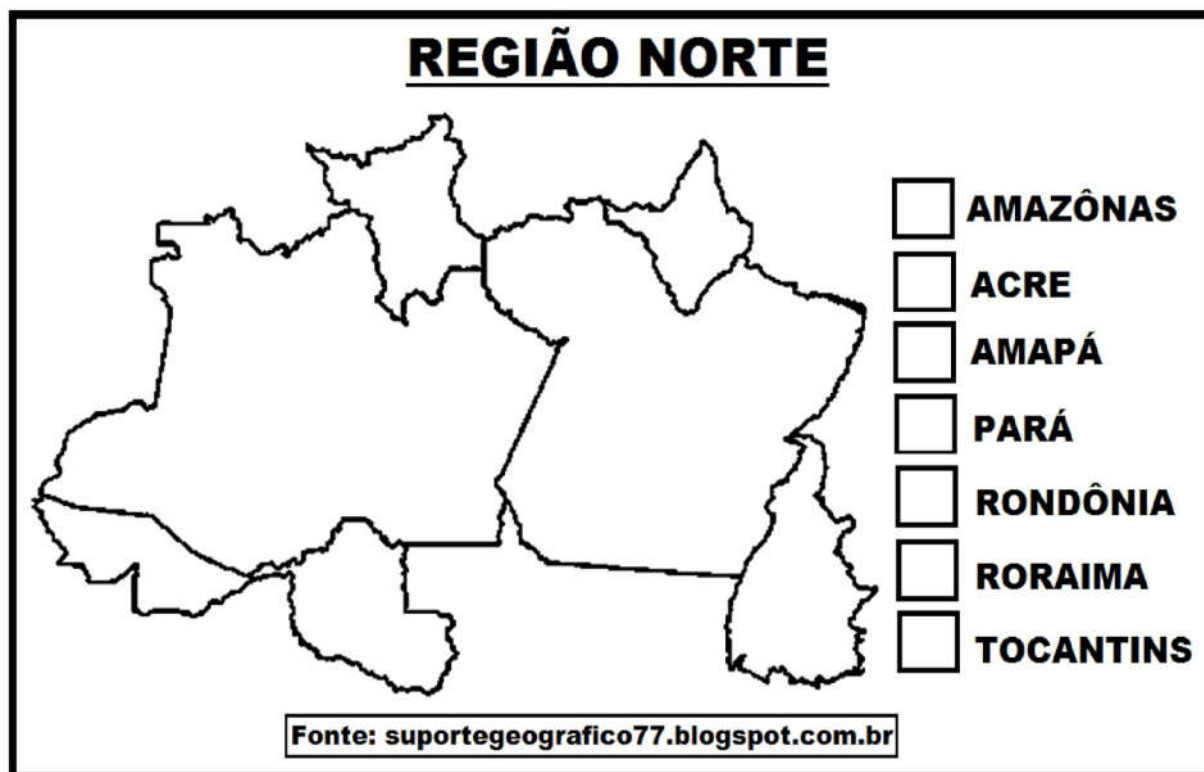 REGIÃO NORTE
AMAZÔNAS
ACRE
AMAPÁ
PARÁ
RONDÔNIA
RORAIMA
TOCANTINS
Fonte: suportegeografico77.blogspot.com.br